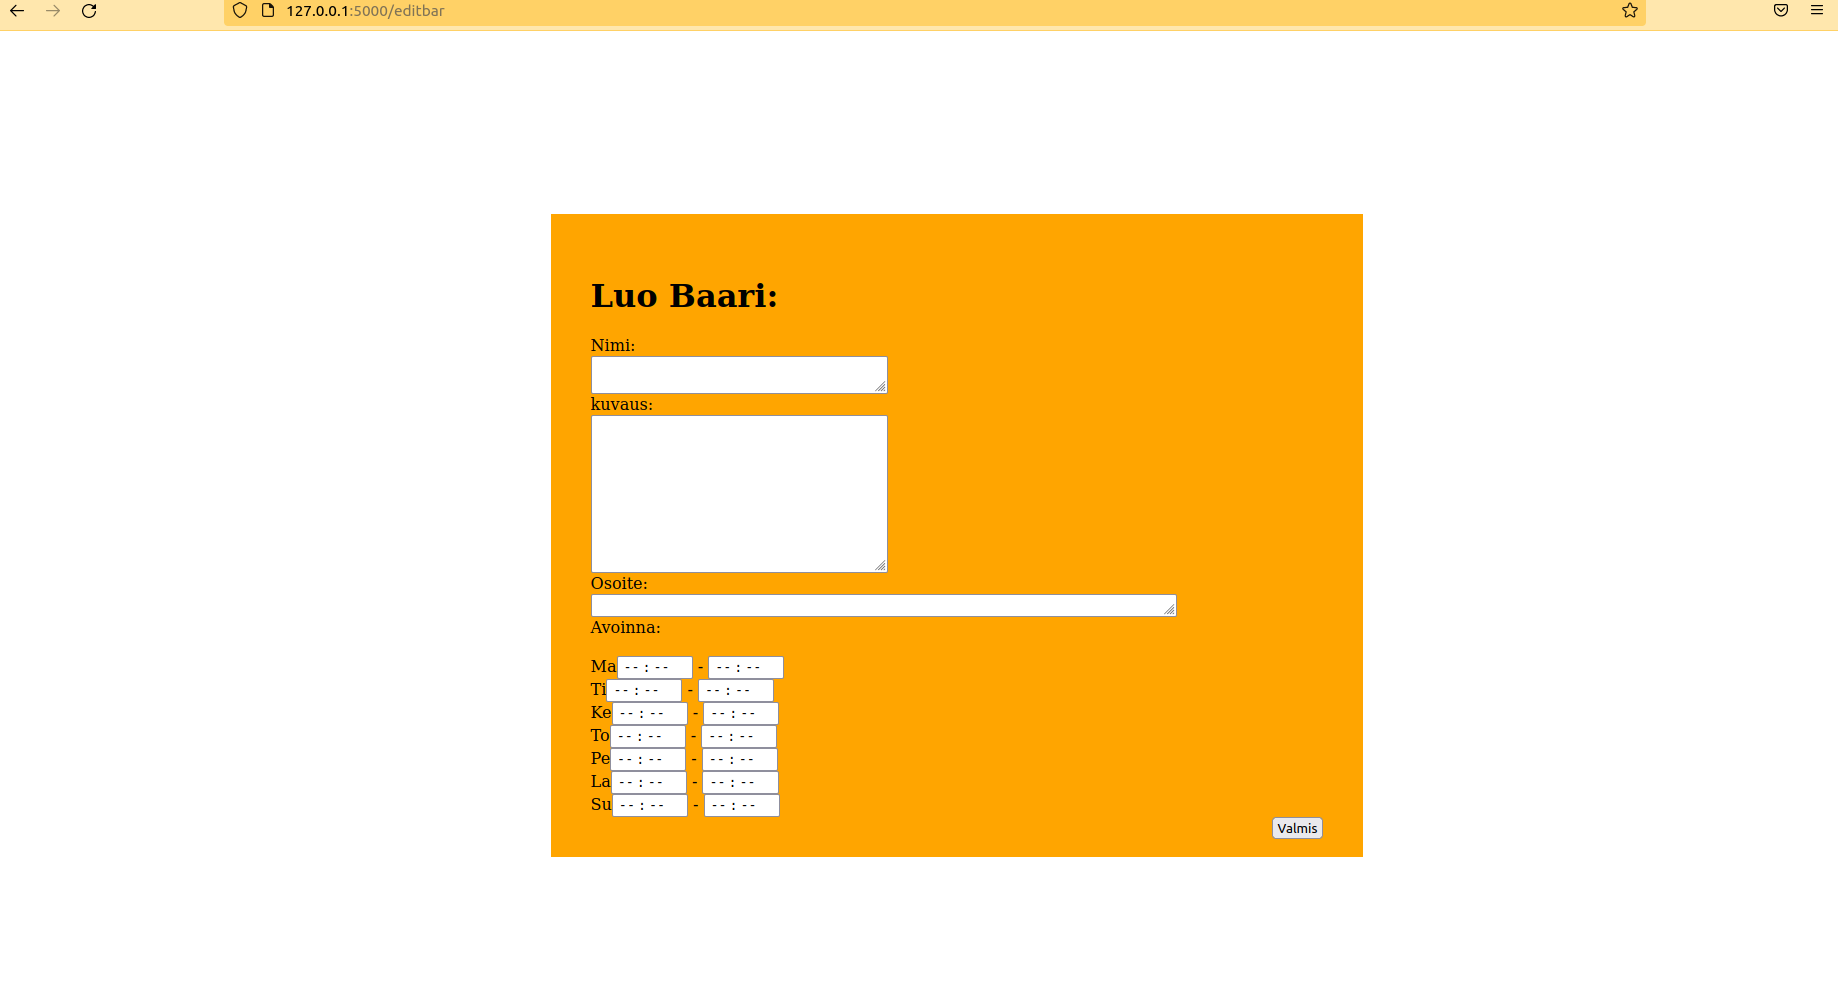 127.0.0.1:5000/editbar
Luo Baari:
Nimi:
kuvaus:
Osoite:
Avoinna:
Ma --:-- - --:--
Ti --:-- - --:--
Ke --:-- - --:--
To --:-- - --:--
Pe --:-- - --:--
La --:-- - --:--
Su --:-- - --:--
Valmis